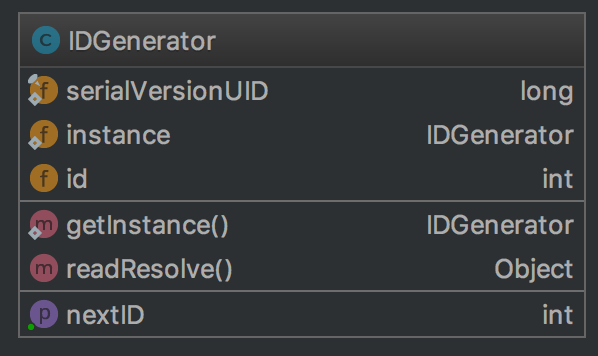 C IDGenerator
f serialVersionUID long
f instance IDGenerator
f id int
m getInstance() IDGenerator
m readResolve() Object
p nextID int